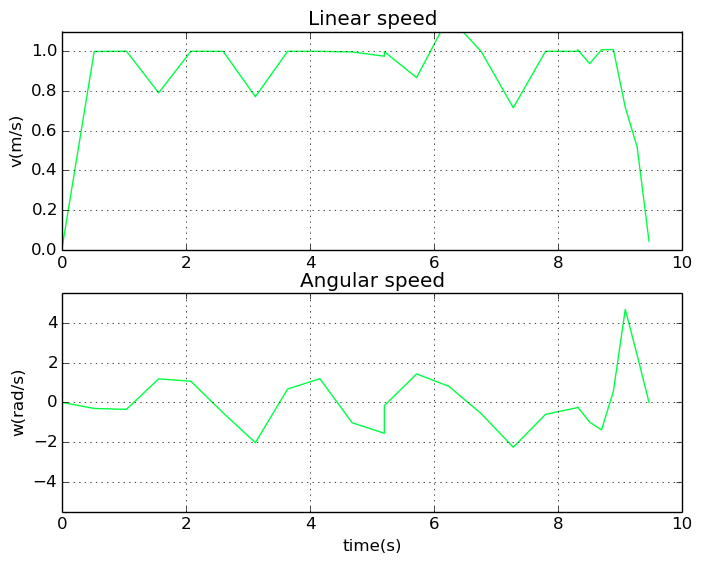 Linear speed
1.0
0.8
0.6
0.4
0.2
0.0
v(m/s)
0 2 4 6 8 10
Angular speed
4
2
0
−2
−4
w(rad/s)
0 2 4 6 8 10
time(s)